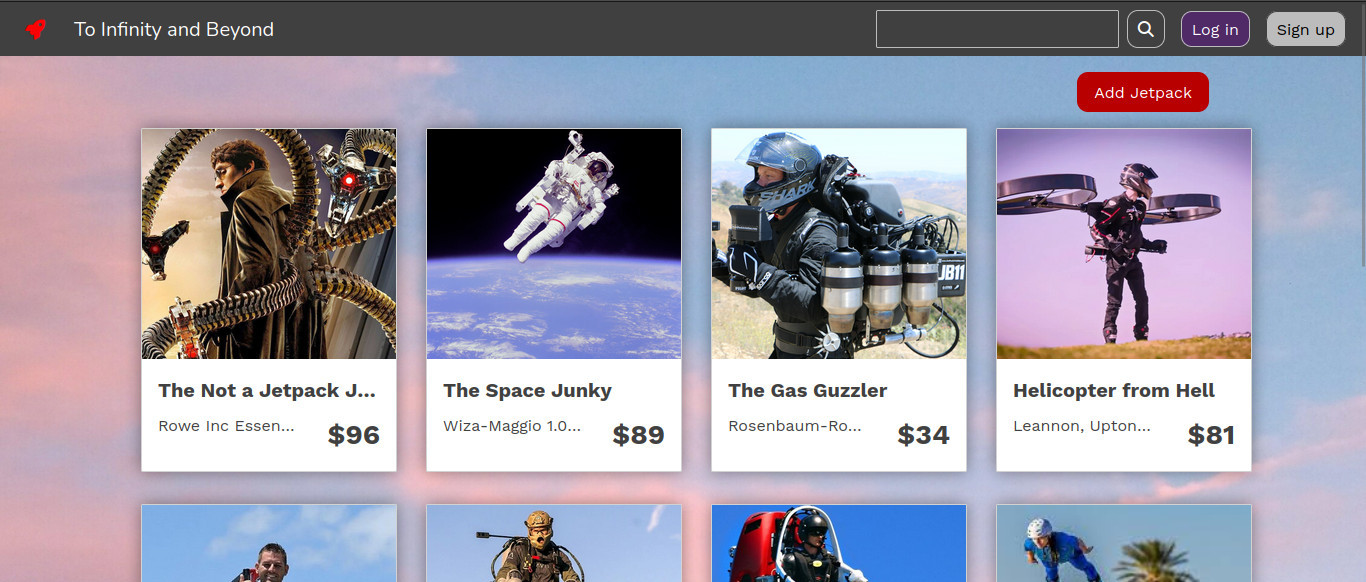 To Infinity and Beyond
Log in
Sign up
Add Jetpack
SHARK
JB11
The Not a Jetpack J...
Rowe Inc Essen...
$96
The Space Junky
Wiza-Maggio 1.0...
$89
The Gas Guzzler
Rosenbaum-Ro...
$34
Helicopter from Hell
Leannon, Upton...
$81